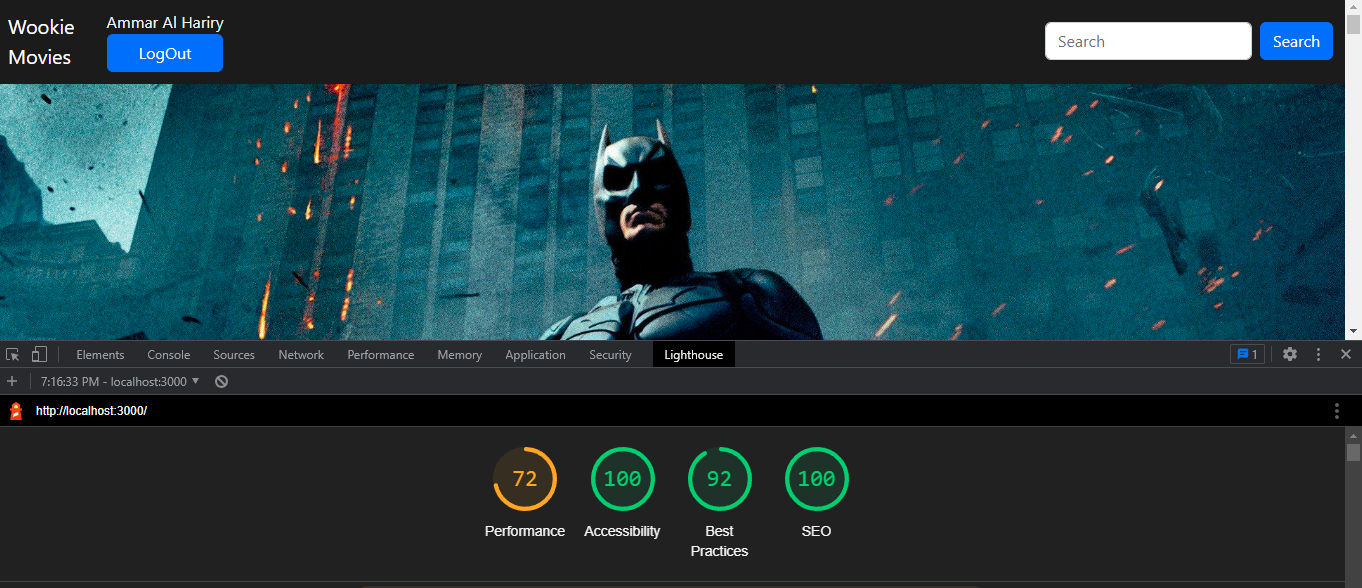 Wookie
Movies
Ammar Al Hariry
LogOut
Search
Search
Elements
Console
Sources
Network
Performance
Memory
Application
Security
Lighthouse
1
7:16:33 PM - localhost:3000
http://localhost:3000/
72
100
92
100
Performance
Accessibility
Best
Practices
SEO